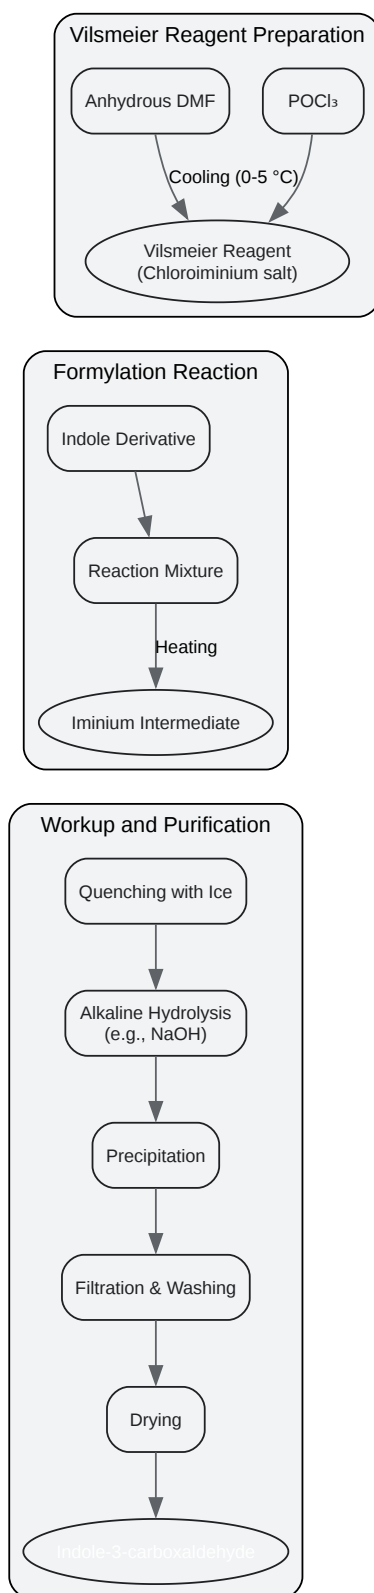 Vilsmeier Reagent Preparation
Anhydrous DMF
POCl₃
Cooling (0-5 °C)
Vilsmeier Reagent
(Chloroiminium salt)
Formylation Reaction
Indole Derivative
Reaction Mixture
Heating
Iminium Intermediate
Workup and Purification
Quenching with Ice
Alkaline Hydrolysis
(e.g., NaOH)
Precipitation
Filtration & Washing
Drying
Indole-3-carboxaldehyde